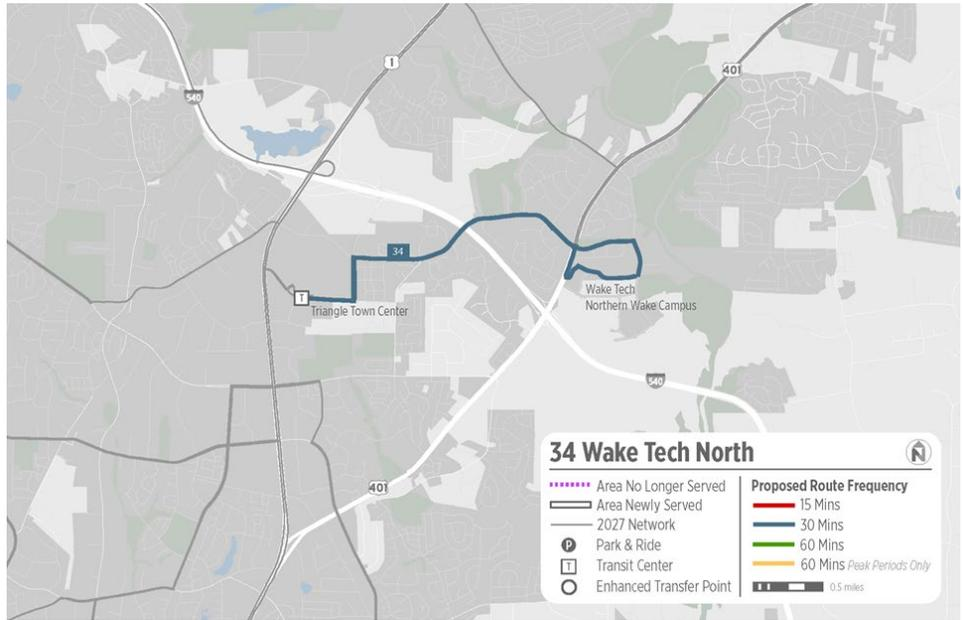 1
401
540
34
Wake Tech
Northern Wake Campus
T
Triangle Town Center
540
401
34 Wake Tech North
N
Area No Longer Served
Area Newly Served
2027 Network
P Park & Ride
T Transit Center
Enhanced Transfer Point
Proposed Route Frequency
15 Mins
30 Mins
60 Mins
60 Mins Peak Periods Only
0.5 miles